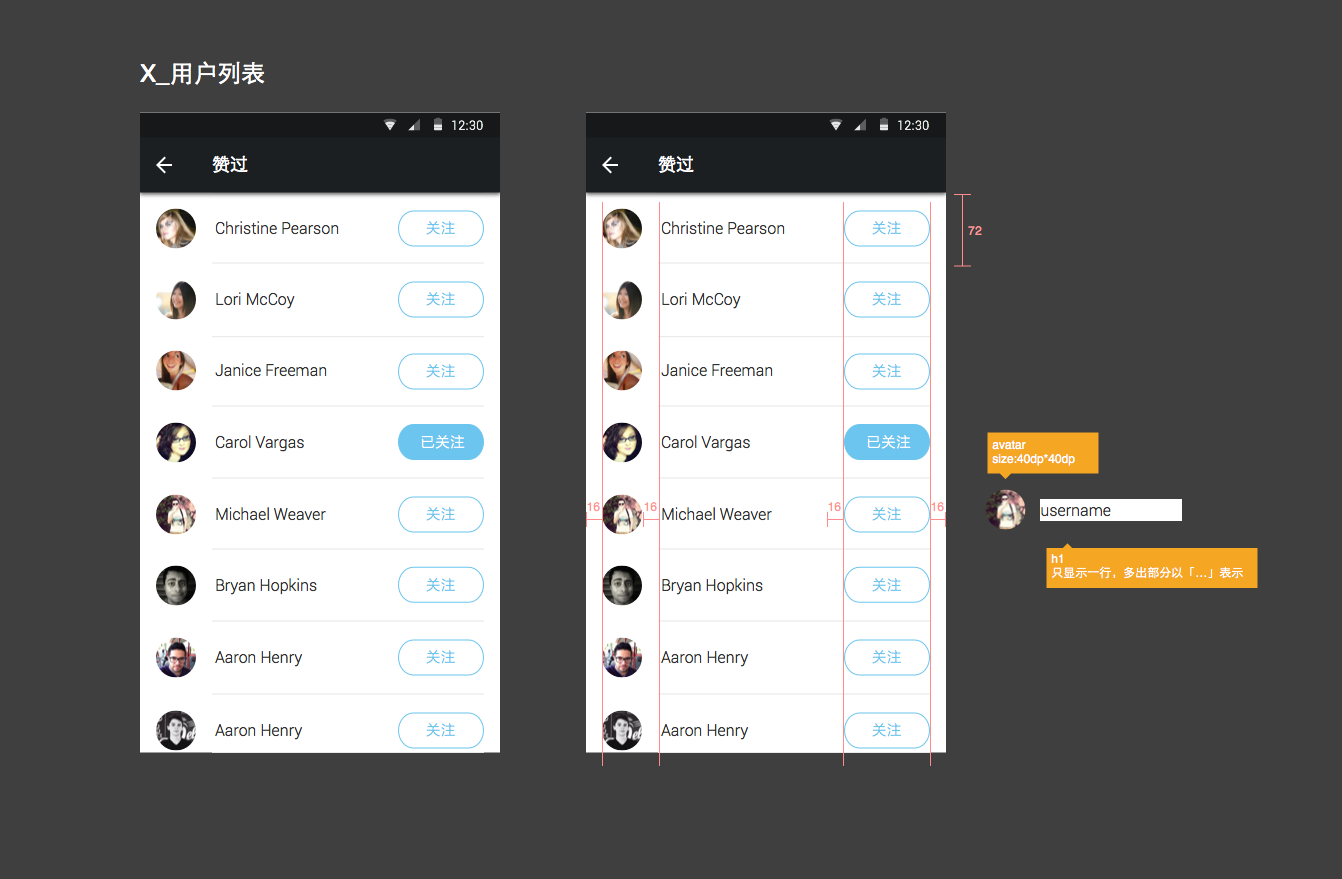 X_用户列表
12:30
赞过
Christine Pearson 关注
Lori McCoy 关注
Janice Freeman 关注
Carol Vargas 已关注
Michael Weaver 关注
Bryan Hopkins 关注
Aaron Henry 关注
Aaron Henry 关注
12:30
赞过
Christine Pearson 关注
Lori McCoy 关注
Janice Freeman 关注
Carol Vargas 已关注
16 16 Michael Weaver 16 关注 16
Bryan Hopkins 关注
Aaron Henry 关注
Aaron Henry 关注
72
avatar
size:40dp*40dp
username
h1
只显示一行，多出部分以「...」表示